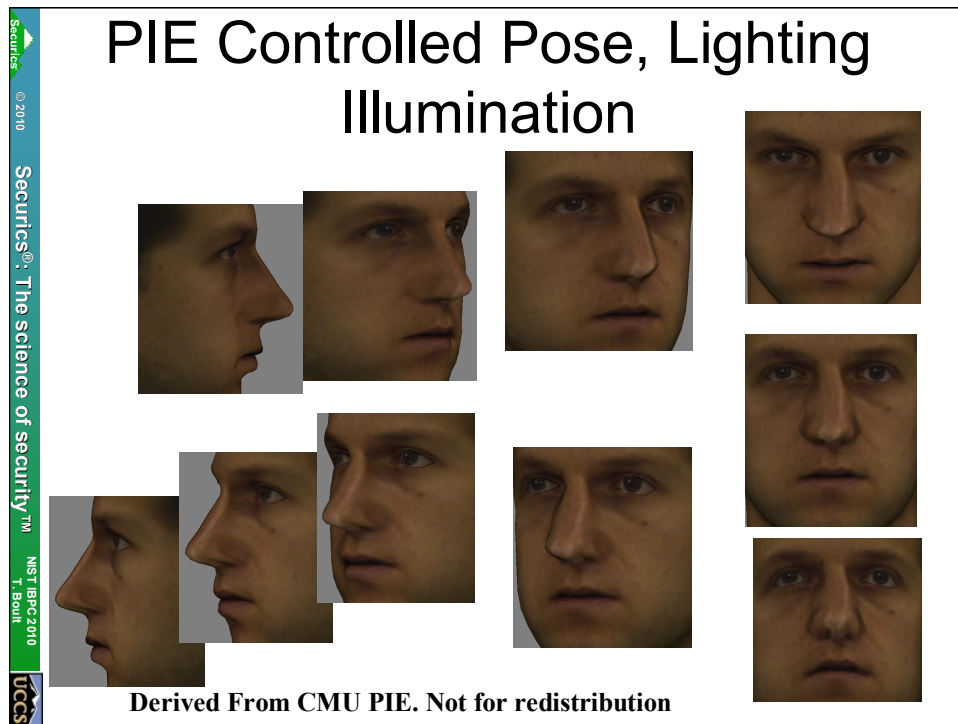 PIE Controlled Pose, Lighting
Illumination
Securics
© 2010
Securics®: The science of security™
NIST IBPC 2010
T. Boult
UCCS
Derived From CMU PIE. Not for redistribution